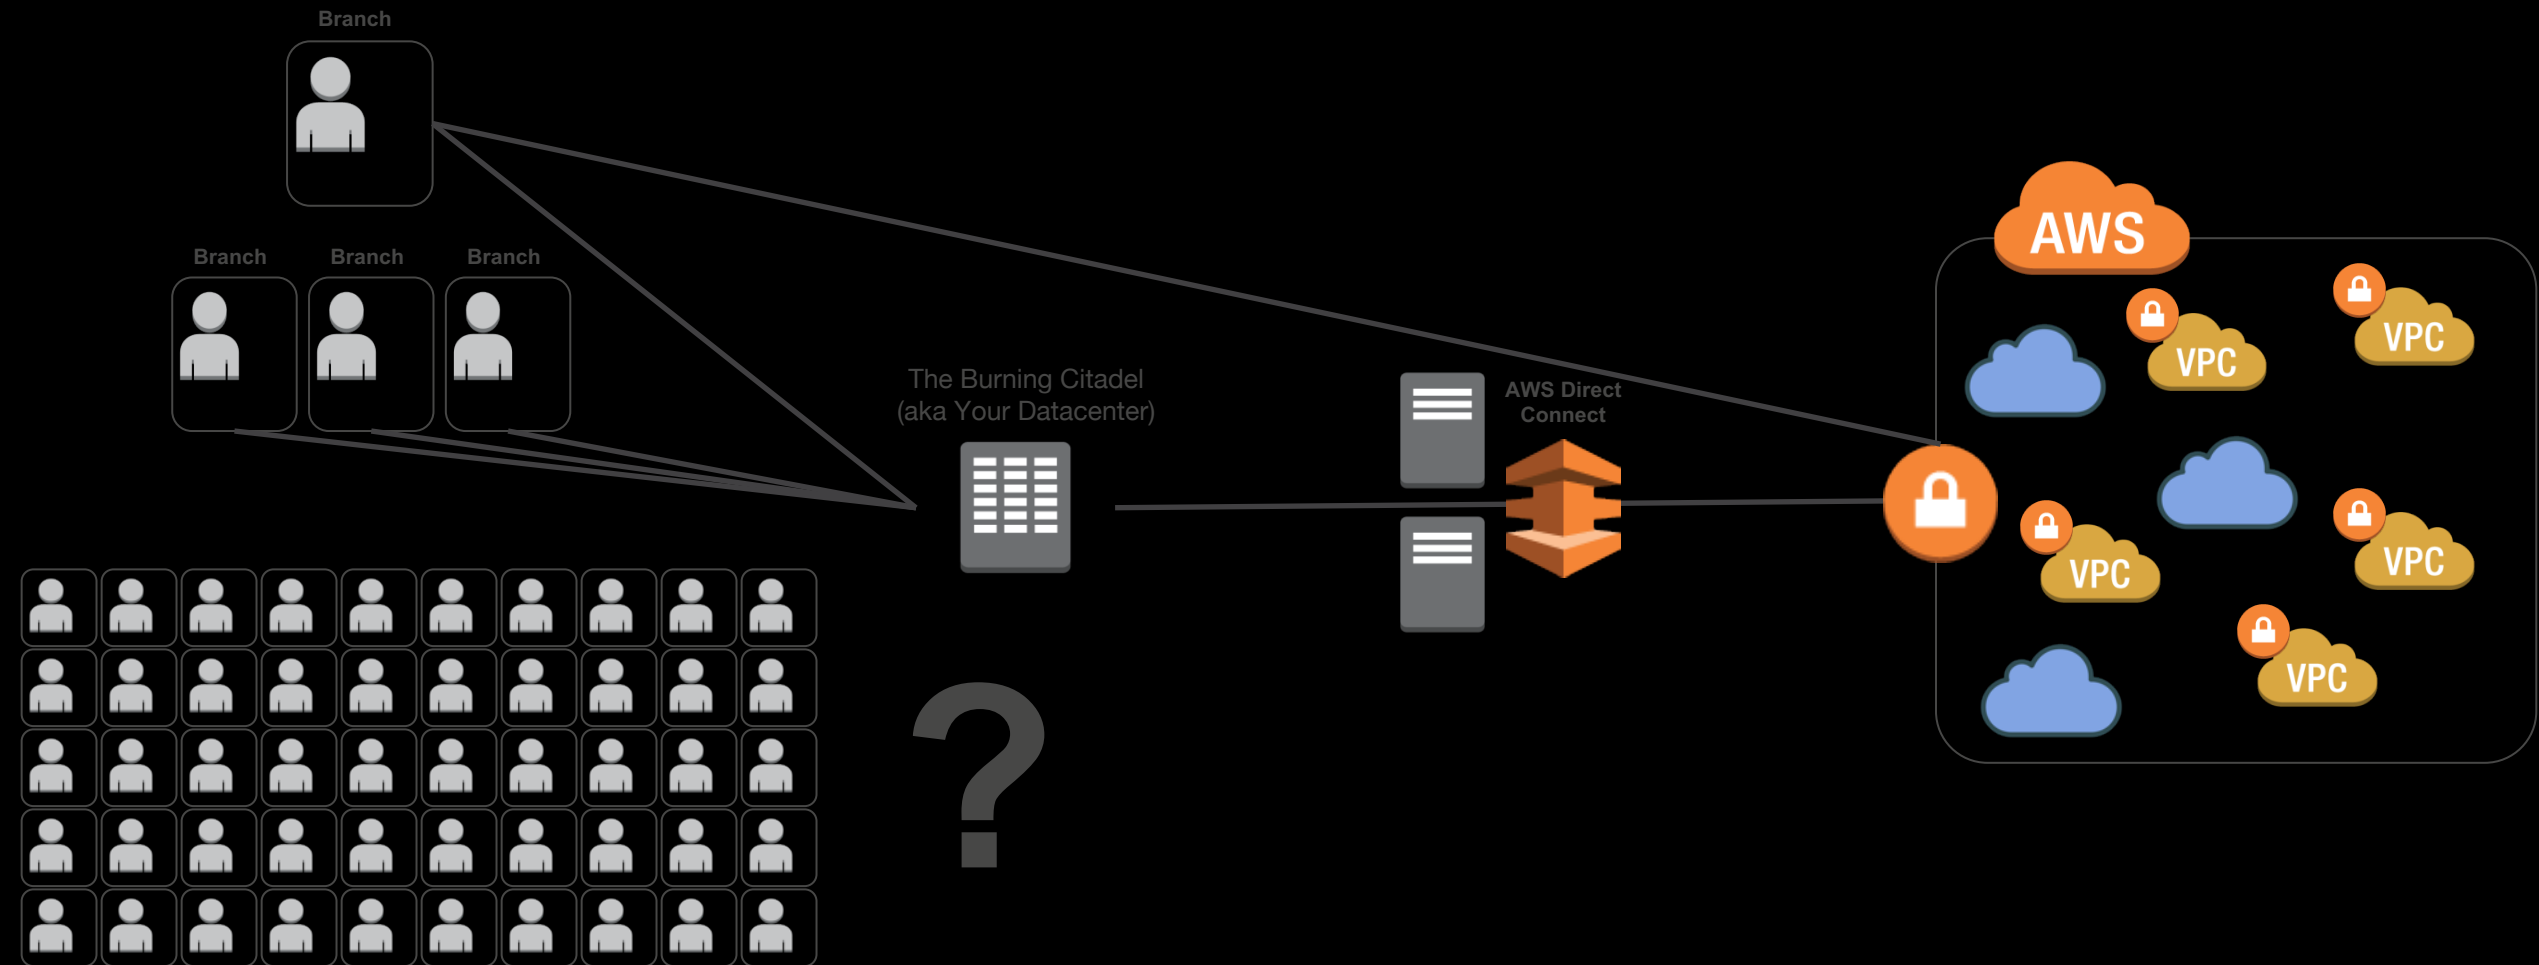 Branch
Branch
Branch
Branch
The Burning Citadel
(aka Your Datacenter)
AWS Direct
Connect
AWS
VPC
VPC
VPC
VPC
VPC
?